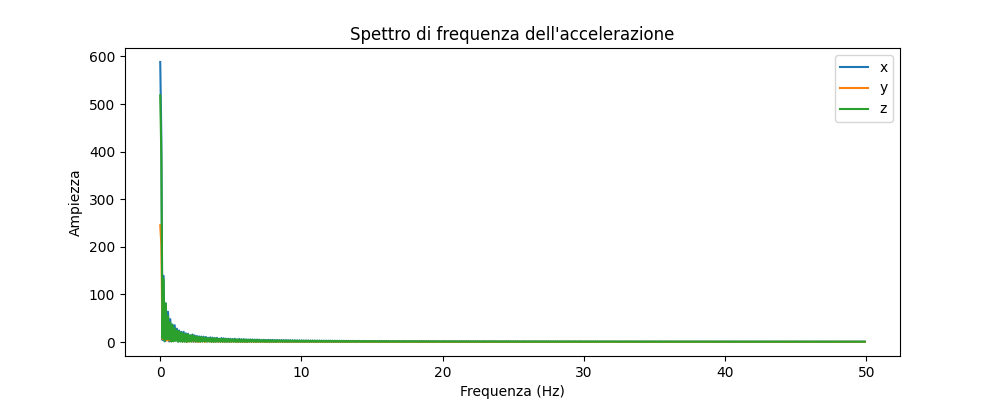 Spettro di frequenza dell'accelerazione
x
y
z
600
500
400
300
200
100
0
Ampiezza
0 10 20 30 40 50
Frequenza (Hz)